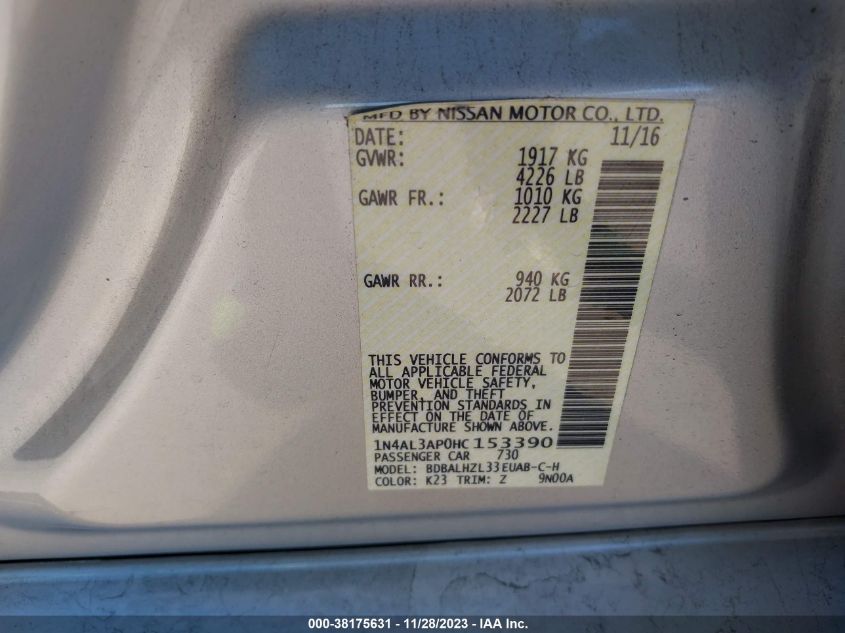 MFD BY NISSAN MOTOR CO., LTD.
DATE: 11/16
GVWR: 1917 KG
4226 LB
GAWR FR.: 1010 KG
2227 LB
GAWR RR.: 940 KG
2072 LB
THIS VEHICLE CONFORMS TO
ALL APPLICABLE FEDERAL
MOTOR VEHICLE SAFETY,
BUMPER, AND THEFT
PREVENTION STANDARDS IN
EFFECT ON THE DATE OF
MANUFACTURE SHOWN ABOVE.
1N4AL3AP0HC153390
PASSENGER CAR 730
MODEL: BDBALHZL33EUAB-C-H
COLOR: K23 TRIM: Z 9N00A
000-38175631 - 11/28/2023 - IAA Inc.